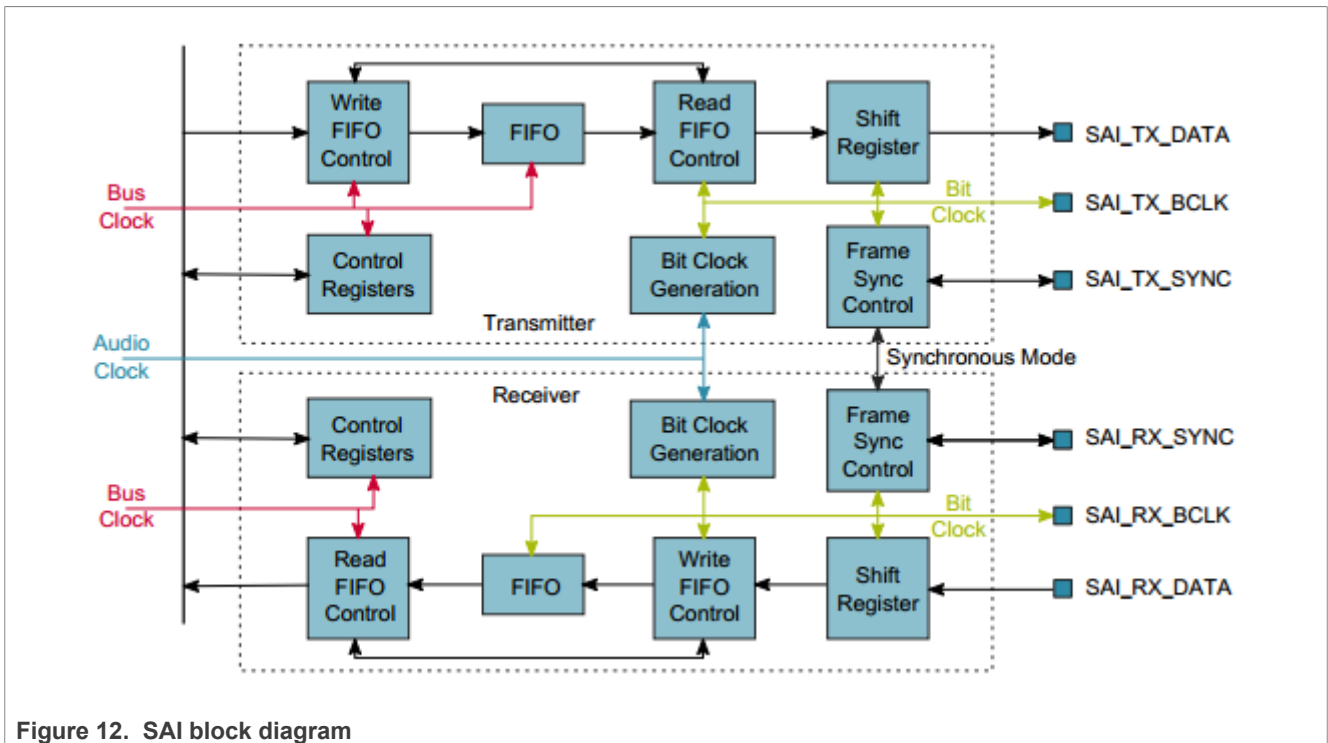 Write
FIFO
Control
FIFO
Read
FIFO
Control
Shift
Register
SAI_TX_DATA
Bus
Clock
Bit
Clock
SAI_TX_BCLK
Control
Registers
Bit Clock
Generation
Frame
Sync
Control
SAI_TX_SYNC
Transmitter
Audio
Clock
Synchronous Mode
Receiver
Control
Registers
Bit Clock
Generation
Frame
Sync
Control
SAI_RX_SYNC
Bus
Clock
Bit
Clock
SAI_RX_BCLK
Read
FIFO
Control
FIFO
Write
FIFO
Control
Shift
Register
SAI_RX_DATA
Figure 12. SAI block diagram